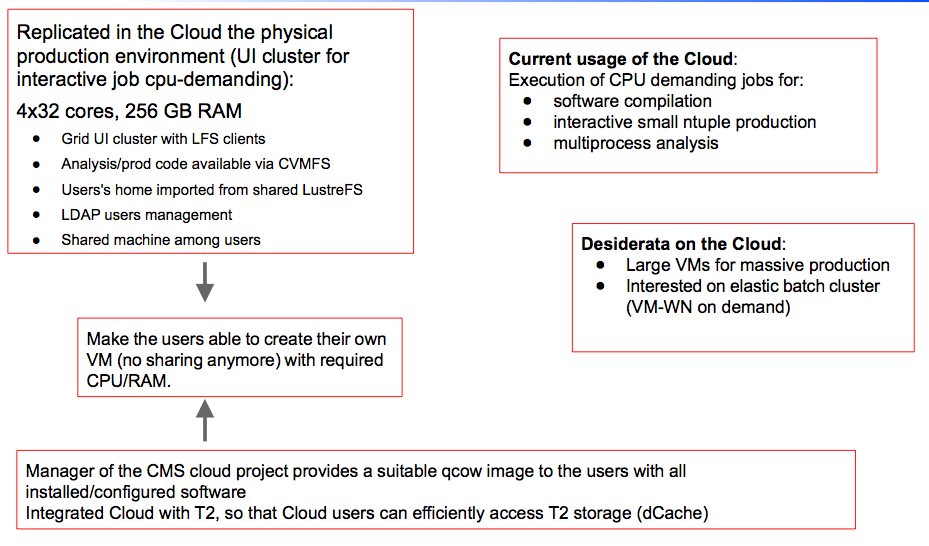 Replicated in the Cloud the physical
production environment (UI cluster for
interactive job cpu-demanding):
4x32 cores, 256 GB RAM
● Grid UI cluster with LFS clients
● Analysis/prod code available via CVMFS
● Users's home imported from shared LustreFS
● LDAP users management
● Shared machine among users
Make the users able to create their own
VM (no sharing anymore) with required
CPU/RAM.
Manager of the CMS cloud project provides a suitable qcow image to the users with all
installed/configured software
Integrated Cloud with T2, so that Cloud users can efficiently access T2 storage (dCache)
Current usage of the Cloud:
Execution of CPU demanding jobs for:
● software compilation
● interactive small ntuple production
● multiprocess analysis
Desiderata on the Cloud:
● Large VMs for massive production
● Interested on elastic batch cluster
(VM-WN on demand)